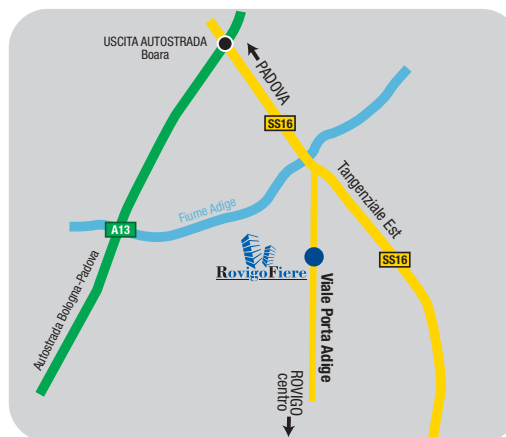 USCITA AUTOSTRADA
Boara
PADOVA
SS16
Fiume Adige
Tangenziale Est
A13
RovigoFiere
SS16
Viale Porta Adige
Autostrada Bologna-Padova
ROVIGO
centro